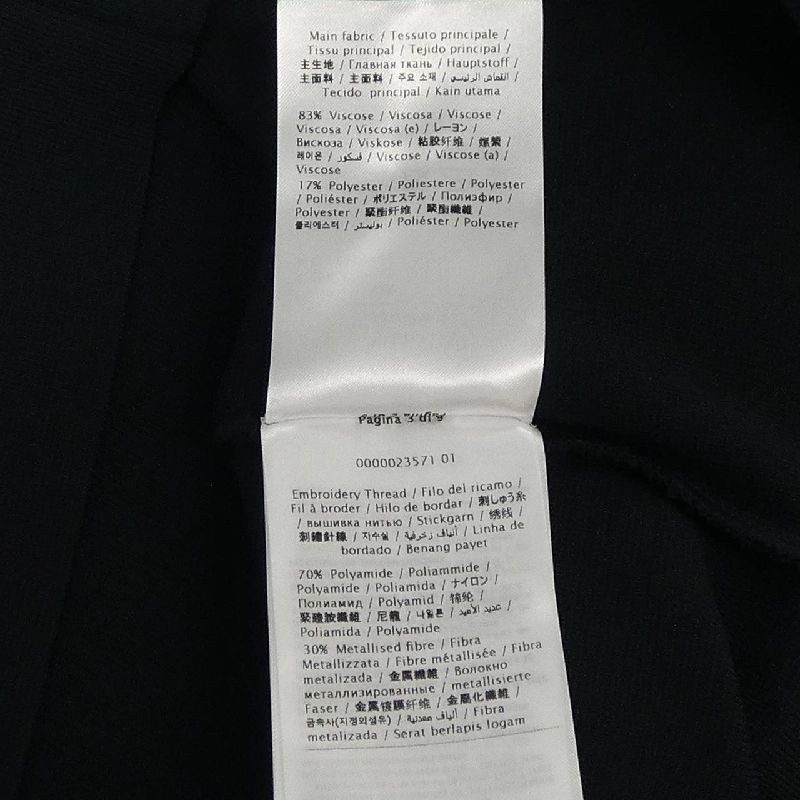 Main fabric / Tessuto principale /
Tissu principal / Tejido principal /
主生地 / Главная ткань / Hauptstoff /
主面料 / 主面料 / 주요 소재 / القماش الرئيسي /
Tecido principal / Kain utama
83% Viscose / Viscosa / Viscose /
Viscosa / Viscosa (e) / レーヨン /
Вискоза / Viskose / 粘胶纤维 / 嫘縈 /
레이온 / فسكوز / Viscose / Viscose (a) /
Viscose
17% Polyester / Poliestere / Polyester
/ Poliéster / ポリエステル / Полиэфир /
Polyester / 聚酯纤维 / 聚酯纖維 /
폴리에스터 / بوليستر / Poliéster / Polyester
Pagina 3 di 9
0000023571 01
Embroidery Thread / Filo del ricamo /
Fil à broder / Hilo de bordar / 刺しゅう糸
/ вышивка нитью / Stickgarn / 绣线 /
刺繡針線 / 자수실 / ألياف زخرفية / Linha de
bordado / Benang payet
70% Polyamide / Poliammide /
Polyamide / Poliamida / ナイロン /
Полиамид / Polyamid / 锦纶 /
聚醯胺纖維 / 尼龍 / 나일론 / عديد الأميد /
Poliamida / Polyamide
30% Metallised fibre / Fibra
Metallizzata / Fibre métallisée / Fibra
metalizada / 金属繊維 / Волокно
металлизированные / metallisierte
Faser / 金属镀膜纤维 / 金屬化纖維 /
금속사(지정외섬유) / ألياف معدنية / Fibra
metalizada / Serat berlapis logam